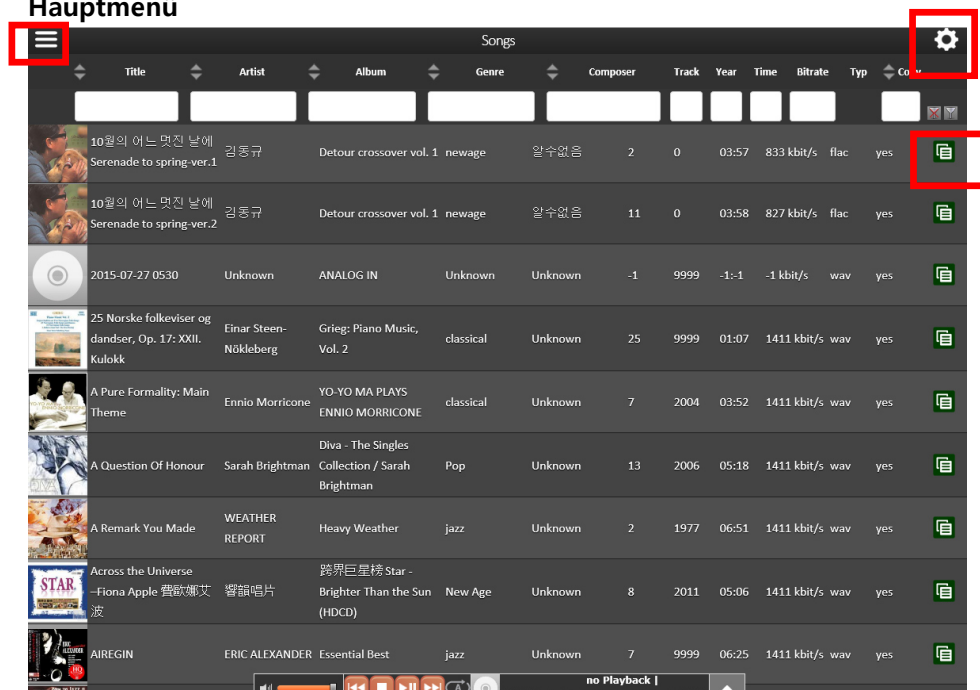 Hauptmenü
Songs
Title Artist Album Genre Composer Track Year Time Bitrate Typ Copy
10월의 어느 멋진 날에
Serenade to spring-ver.1
김동규 Detour crossover vol. 1 newage 알수없음 2 0 03:57 833 kbit/s flac yes
10월의 어느 멋진 날에
Serenade to spring-ver.2
김동규 Detour crossover vol. 1 newage 알수없음 11 0 03:58 827 kbit/s flac yes
2015-07-27 0530 Unknown ANALOG IN Unknown Unknown -1 9999 -1:-1 -1 kbit/s wav yes
25 Norske folkeviser og
dandser, Op. 17: XXII.
Kulokk
Einar Steen-
Nökleberg
Grieg: Piano Music,
Vol. 2
classical Unknown 25 9999 01:07 1411 kbit/s wav yes
A Pure Formality: Main
Theme
Ennio Morricone
YO-YO MA PLAYS
ENNIO MORRICONE
classical Unknown 7 2004 03:52 1411 kbit/s wav yes
A Question Of Honour Sarah Brightman
Diva - The Singles
Collection / Sarah
Brightman
Pop Unknown 13 2006 05:18 1411 kbit/s wav yes
DIVA
A Remark You Made
WEATHER
REPORT
Heavy Weather jazz Unknown 2 1977 06:51 1411 kbit/s wav yes
STAR
Across the Universe
–Fiona Apple 費歐娜艾
波
響韻唱片
跨界巨星榜 Star -
Brighter Than the Sun
(HDCD)
New Age Unknown 8 2011 05:06 1411 kbit/s wav yes
AIREGIN ERIC ALEXANDER Essential Best jazz Unknown 7 9999 06:25 1411 kbit/s wav yes
no Playback |